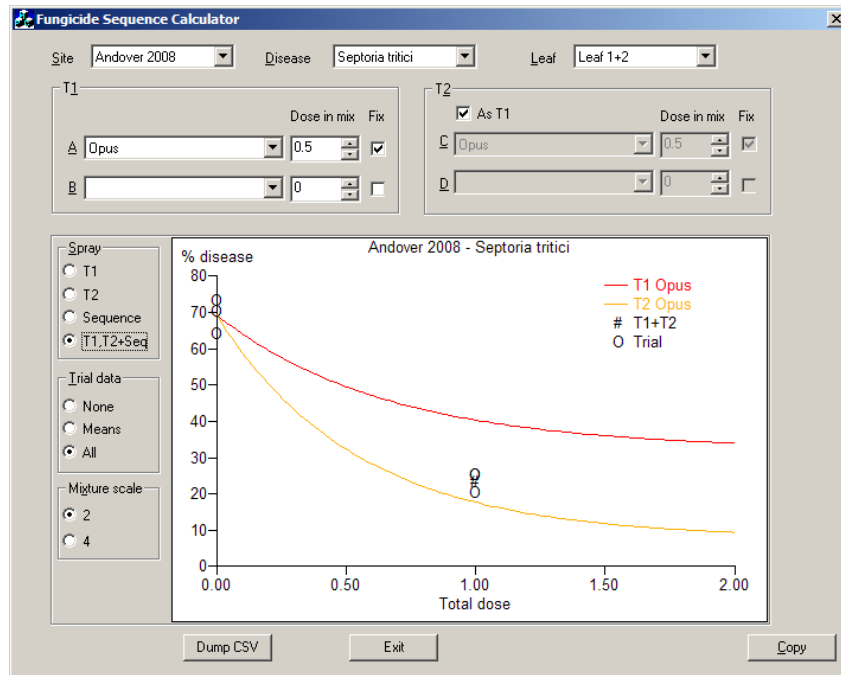 Fungicide Sequence Calculator
Site Andover 2008 Disease Septoria tritici Leaf Leaf 1+2
T1
Dose in mix Fix
A Opus 0.5
B 0
T2
As T1 Dose in mix Fix
C Opus 0.5
D 0
Spray
T1
T2
Sequence
T1,T2+Seq
Trial data
None
Means
All
Mixture scale
2
4
Andover 2008 - Septoria tritici
% disease
80
70
60
50
40
30
20
10
0
0.00 0.50 1.00 1.50 2.00
Total dose
T1 Opus
T2 Opus
# T1+T2
O Trial
Dump CSV Exit Copy